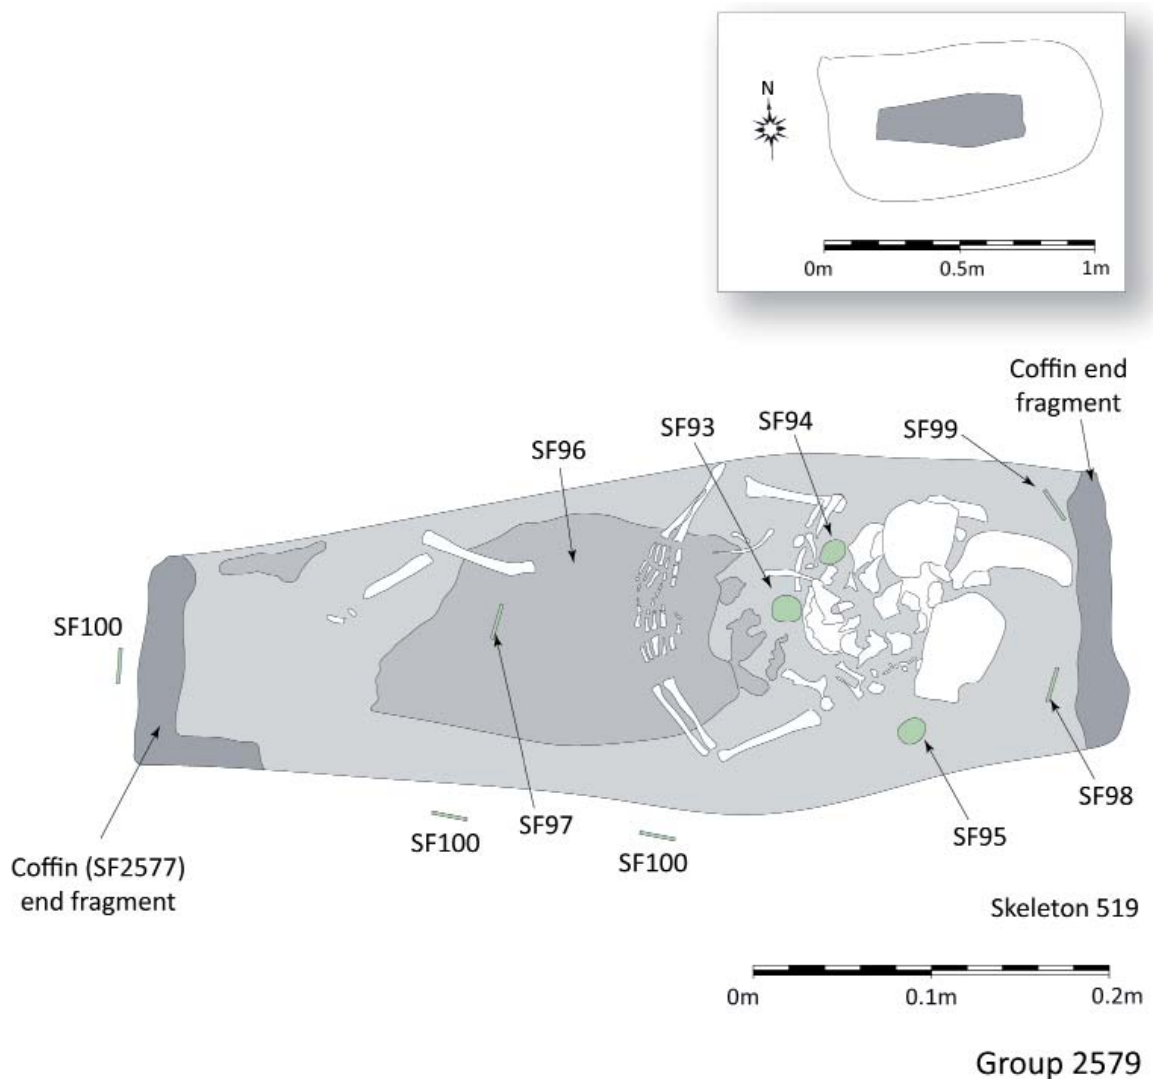 N
0m 0.5m 1m
Coffin end
fragment
SF99
SF94
SF93
SF96
SF100
SF98
SF97
SF95
SF100
SF100
Coffin (SF2577)
end fragment
Skeleton 519
0m 0.1m 0.2m
Group 2579